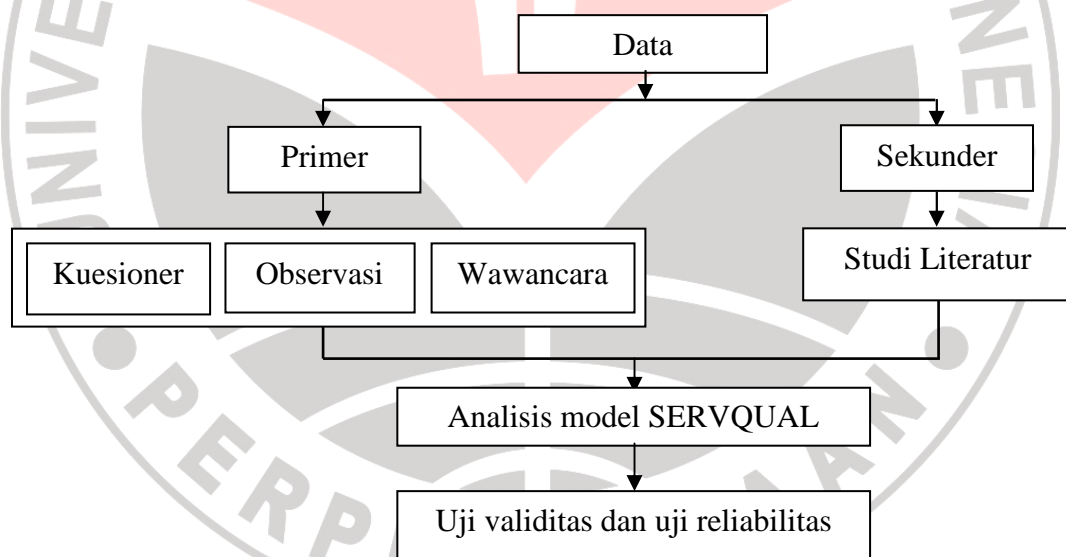 Data
Primer
Sekunder
Kuesioner
Observasi
Wawancara
Studi Literatur
Analisis model SERVQUAL
Uji validitas dan uji reliabilitas